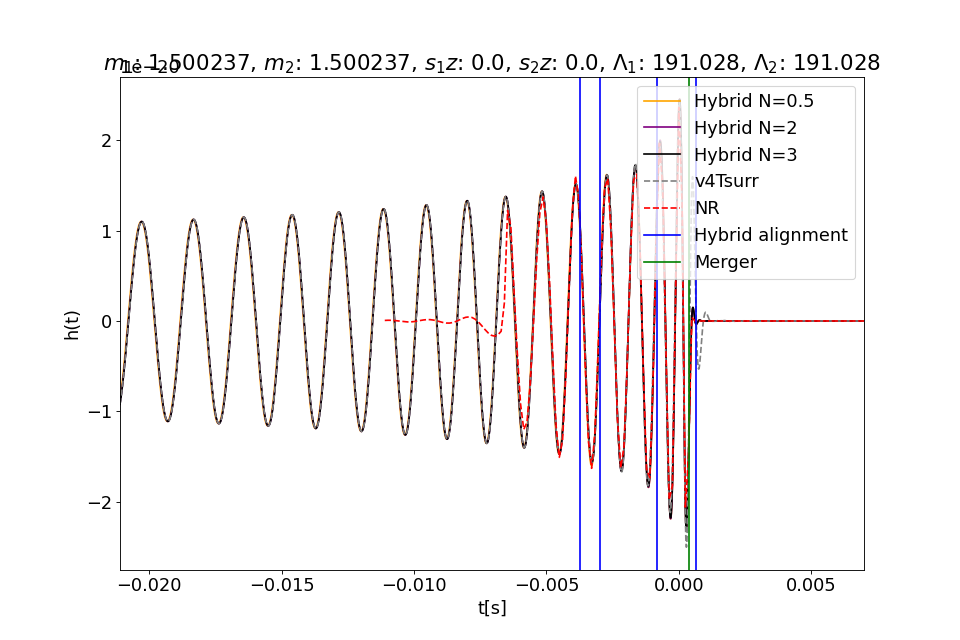 m₁: 1.500237, m₂: 1.500237, s₁z: 0.0, s₂z: 0.0, Λ₁: 191.028, Λ₂: 191.028
1e−20
Hybrid N=0.5
Hybrid N=2
Hybrid N=3
v4Tsurr
NR
Hybrid alignment
Merger
h(t)
2
1
0
−1
−2
−0.020 −0.015 −0.010 −0.005 0.000 0.005
t[s]